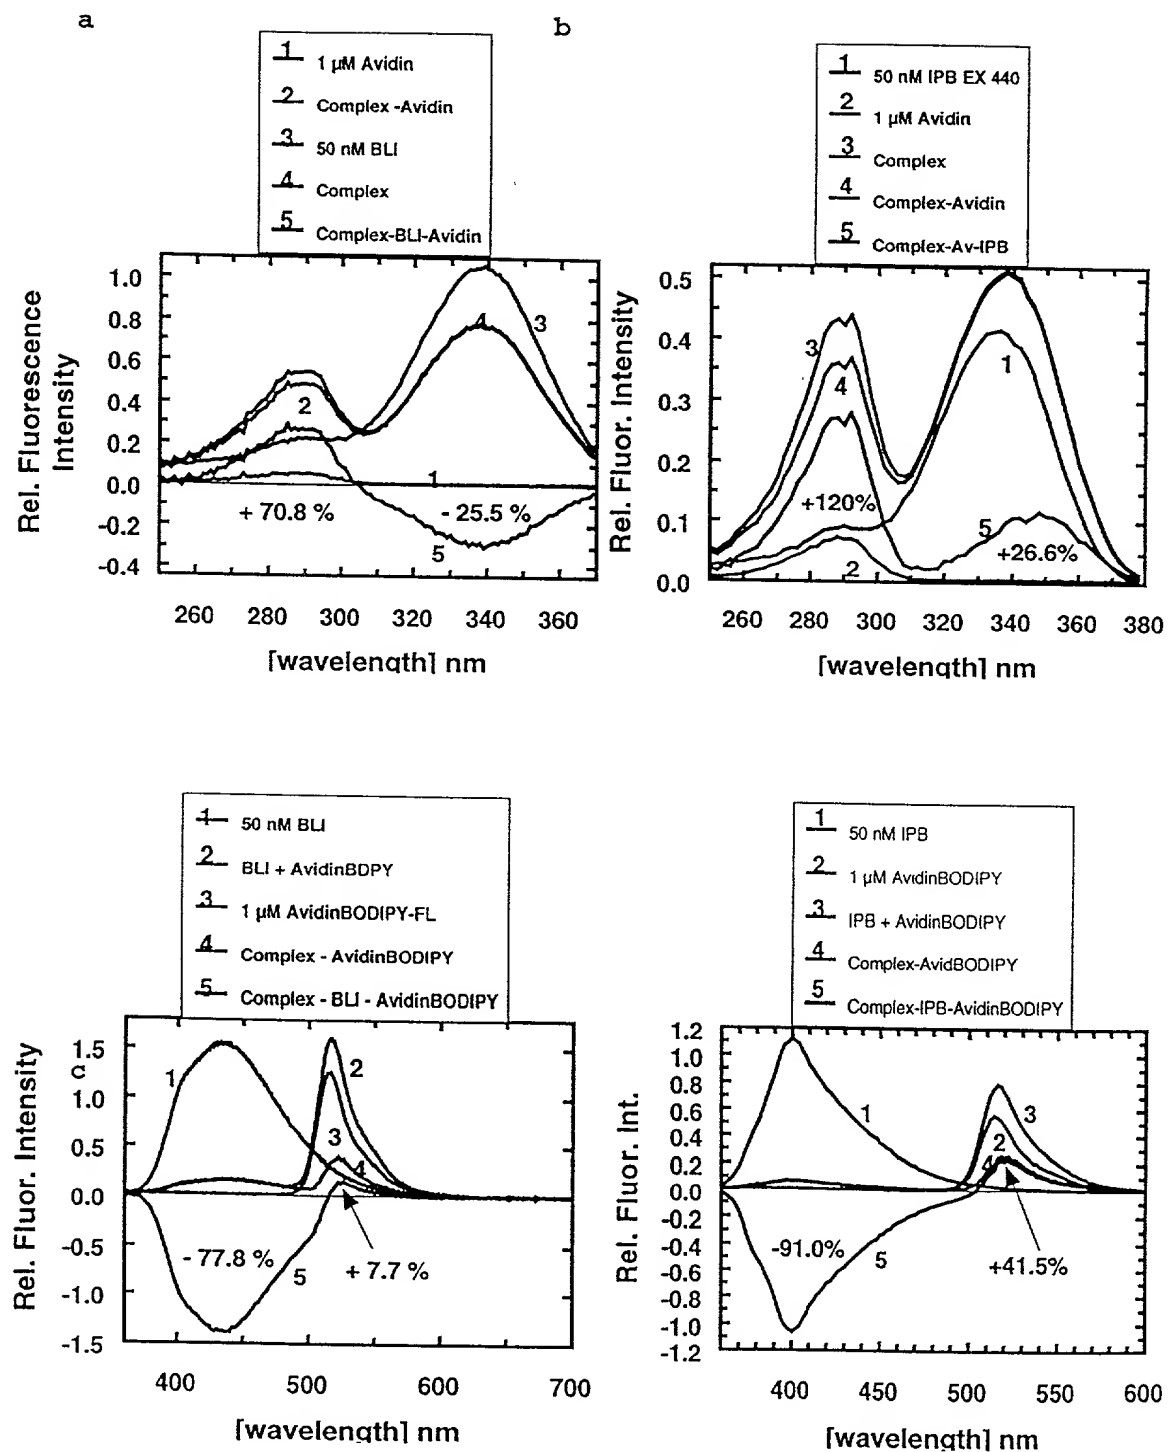 a
1 1 µM Avidin
2 Complex -Avidin
3 50 nM BLI
4 Complex
5 Complex-BLI-Avidin
Rel. Fluorescence
Intensity
1.0
0.8
0.6
0.4
0.2
0.0
-0.2
-0.4
3
4
2
1
+ 70.8 %
- 25.5 %
5
260 280 300 320 340 360
[wavelength] nm
b
1 50 nM IPB EX 440
2 1 µM Avidin
3 Complex
4 Complex-Avidin
5 Complex-Av-IPB
Rel. Fluor. Intensity
0.5
0.4
0.3
0.2
0.1
0.0
3
4
1
+120%
5
+26.6%
2
260 280 300 320 340 360 380
[wavelength] nm
1 50 nM BLI
2 BLI + AvidinBDPY
3 1 µM AvidinBODIPY-FL
4 Complex - AvidinBODIPY
5 Complex - BLI - AvidinBODIPY
Rel. Fluor. Intensity
c
1.5
1.0
0.5
0.0
-0.5
-1.0
-1.5
1
2
3
4
- 77.8 %
5
+ 7.7 %
400 500 600 700
[wavelength] nm
1 50 nM IPB
2 1 µM AvidinBODIPY
3 IPB + AvidinBODIPY
4 Complex-AvidBODIPY
5 Complex-IPB-AvidinBODIPY
Rel. Fluor. Int.
1.2
1.0
0.8
0.6
0.4
0.2
0.0
-0.2
-0.4
-0.6
-0.8
-1.0
-1.2
1
3
2
4
-91.0%
5
+41.5%
400 450 500 550 600
[wavelength] nm